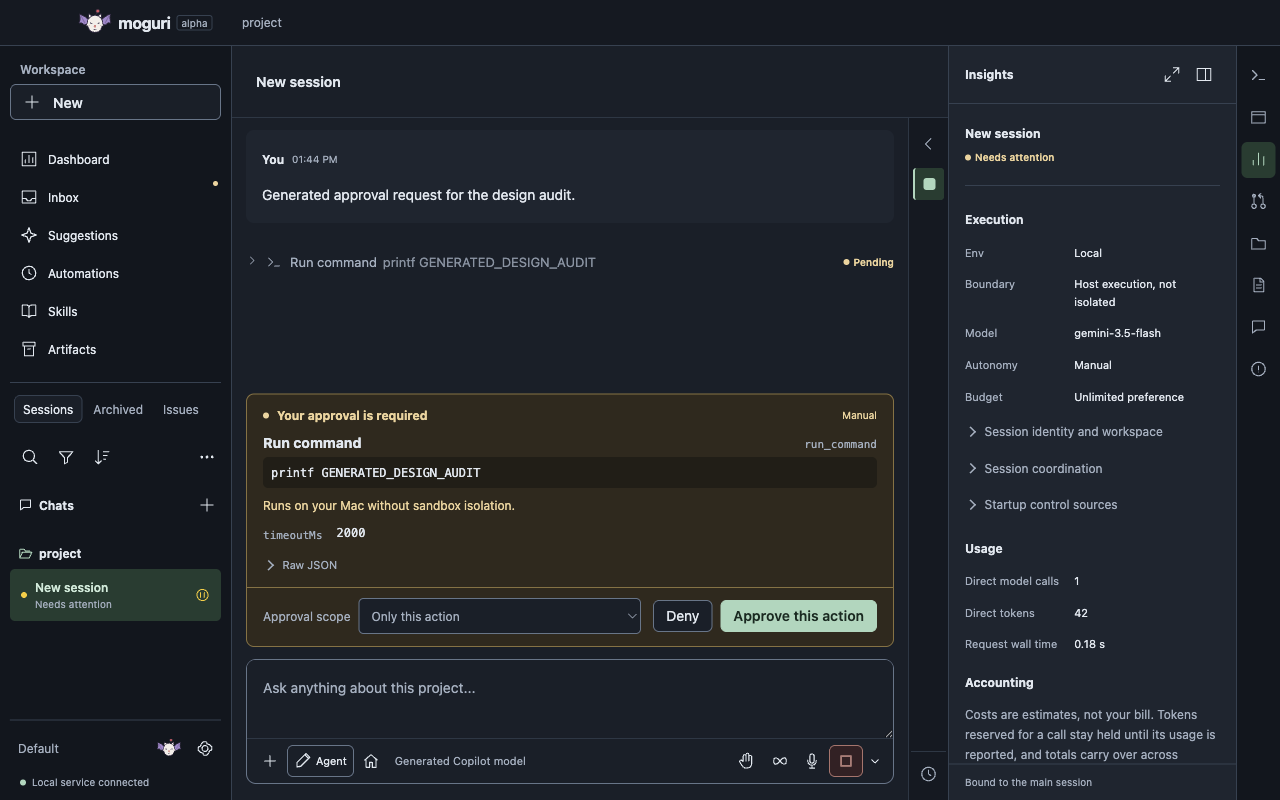 moguri
alpha
project
Workspace
New
Dashboard
Inbox
Suggestions
Automations
Skills
Artifacts
Sessions
Archived
Issues
Chats
project
New session
Needs attention
Default
Local service connected
New session
You 01:44 PM
Generated approval request for the design audit.
Run command printf GENERATED_DESIGN_AUDIT
Pending
Your approval is required
Manual
Run command
run_command
printf GENERATED_DESIGN_AUDIT
Runs on your Mac without sandbox isolation.
timeoutMs 2000
Raw JSON
Approval scope
Only this action
Deny
Approve this action
Ask anything about this project...
Agent
Generated Copilot model
Insights
New session
Needs attention
Execution
Env Local
Boundary Host execution, not
isolated
Model gemini-3.5-flash
Autonomy Manual
Budget Unlimited preference
Session identity and workspace
Session coordination
Startup control sources
Usage
Direct model calls 1
Direct tokens 42
Request wall time 0.18 s
Accounting
Costs are estimates, not your bill. Tokens
reserved for a call stay held until its usage is
reported, and totals carry over across
Bound to the main session